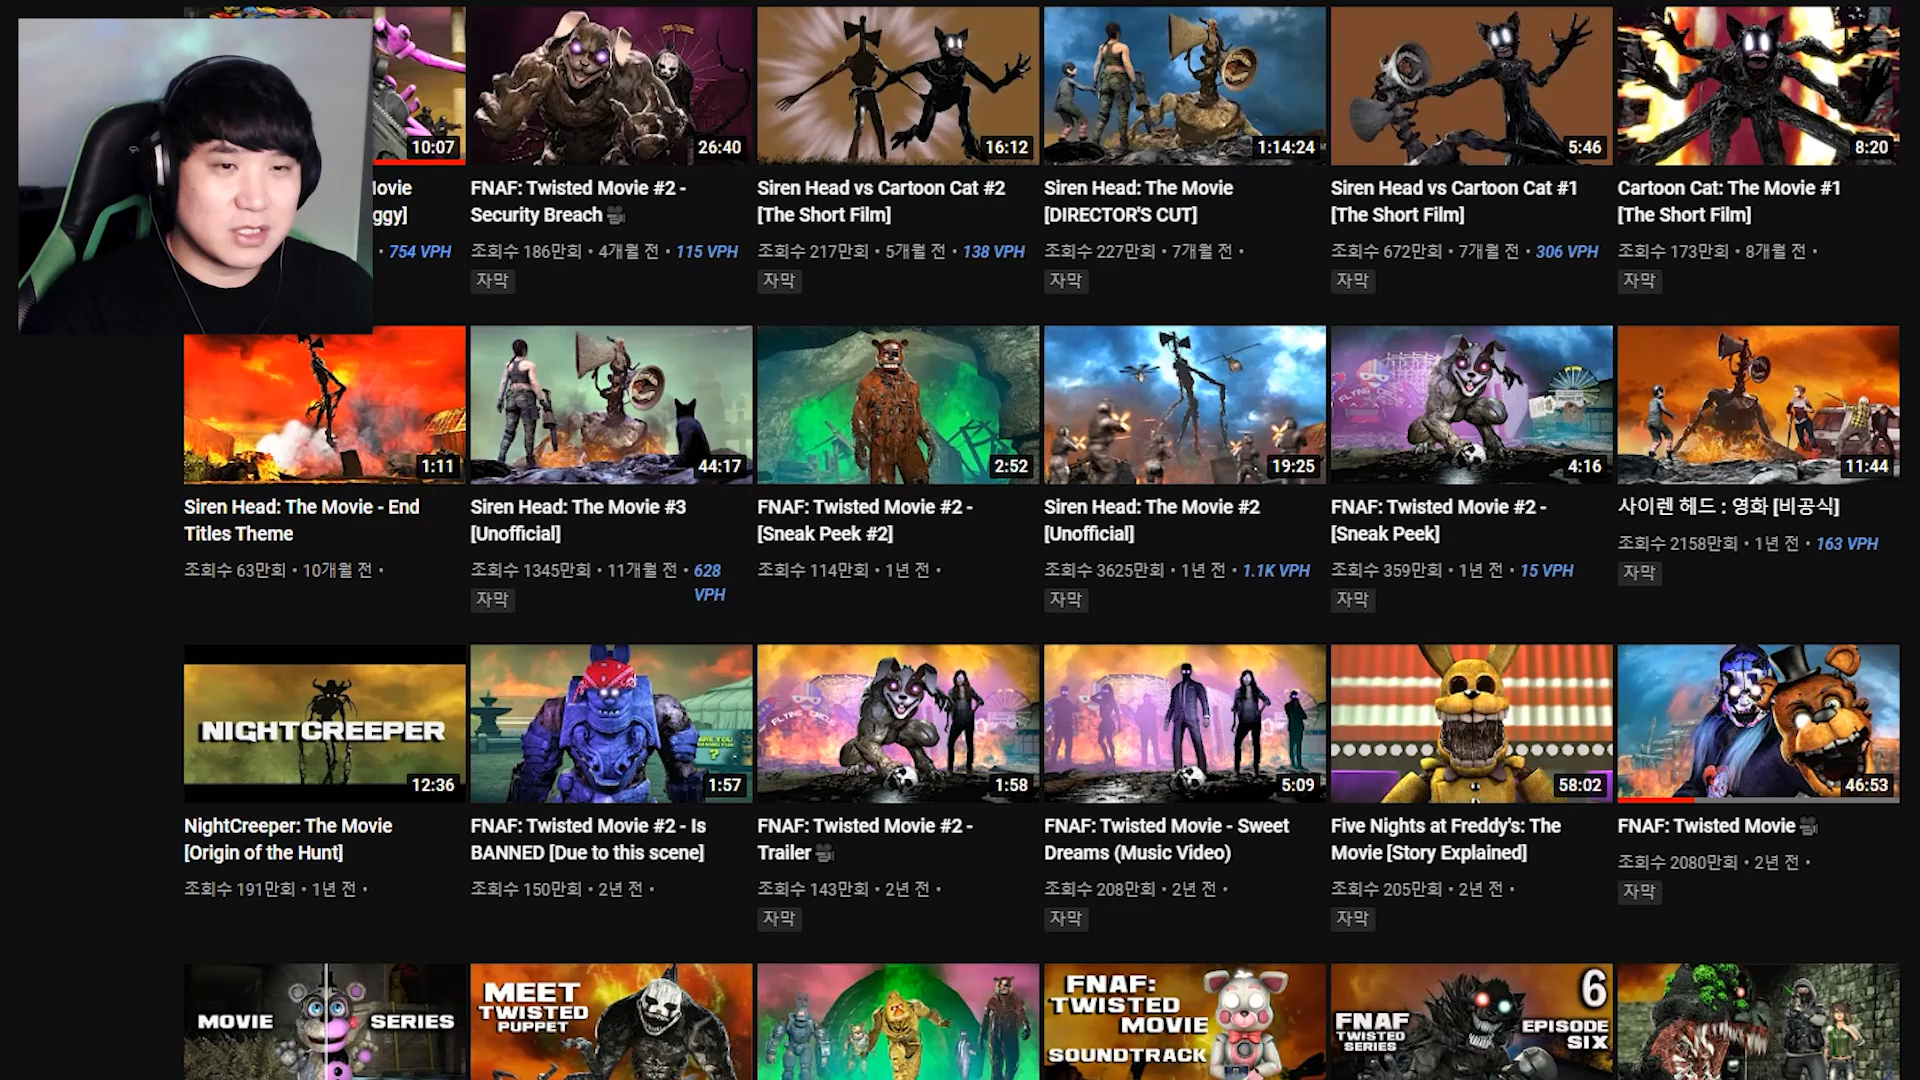 10:07
26:40
16:12
1:14:24
5:46
8:20
lovie
ggy]
• 754 VPH
FNAF: Twisted Movie #2 -
Security Breach
조회수 186만회 • 4개월 전 • 115 VPH
자막
Siren Head vs Cartoon Cat #2
[The Short Film]
조회수 217만회 • 5개월 전 • 138 VPH
자막
Siren Head: The Movie
[DIRECTOR'S CUT]
조회수 227만회 • 7개월 전 •
자막
Siren Head vs Cartoon Cat #1
[The Short Film]
조회수 672만회 • 7개월 전 • 306 VPH
자막
Cartoon Cat: The Movie #1
[The Short Film]
조회수 173만회 • 8개월 전 •
자막
1:11
44:17
2:52
19:25
4:16
11:44
Siren Head: The Movie - End
Titles Theme
조회수 63만회 • 10개월 전 •
Siren Head: The Movie #3
[Unofficial]
조회수 1345만회 • 11개월 전 • 628
VPH
자막
FNAF: Twisted Movie #2 -
[Sneak Peek #2]
조회수 114만회 • 1년 전 •
Siren Head: The Movie #2
[Unofficial]
조회수 3625만회 • 1년 전 • 1.1K VPH
자막
FNAF: Twisted Movie #2 -
[Sneak Peek]
조회수 359만회 • 1년 전 • 15 VPH
자막
사이렌 헤드 : 영화 [비공식]
조회수 2158만회 • 1년 전 • 163 VPH
자막
NIGHTCREEPER
12:36
1:57
FLYING CIRCLE
1:58
5:09
58:02
46:53
NightCreeper: The Movie
[Origin of the Hunt]
조회수 191만회 • 1년 전 •
FNAF: Twisted Movie #2 - Is
BANNED [Due to this scene]
조회수 150만회 • 2년 전 •
FNAF: Twisted Movie #2 -
Trailer
조회수 143만회 • 2년 전 •
자막
FNAF: Twisted Movie - Sweet
Dreams (Music Video)
조회수 208만회 • 2년 전 •
자막
Five Nights at Freddy's: The
Movie [Story Explained]
조회수 205만회 • 2년 전 •
자막
FNAF: Twisted Movie
조회수 2080만회 • 2년 전 •
자막
MOVIE SERIES
MEET
TWISTED
PUPPET
FNAF:
TWISTED
MOVIE
SOUNDTRACK
FNAF
TWISTED
SERIES
6
EPISODE
SIX